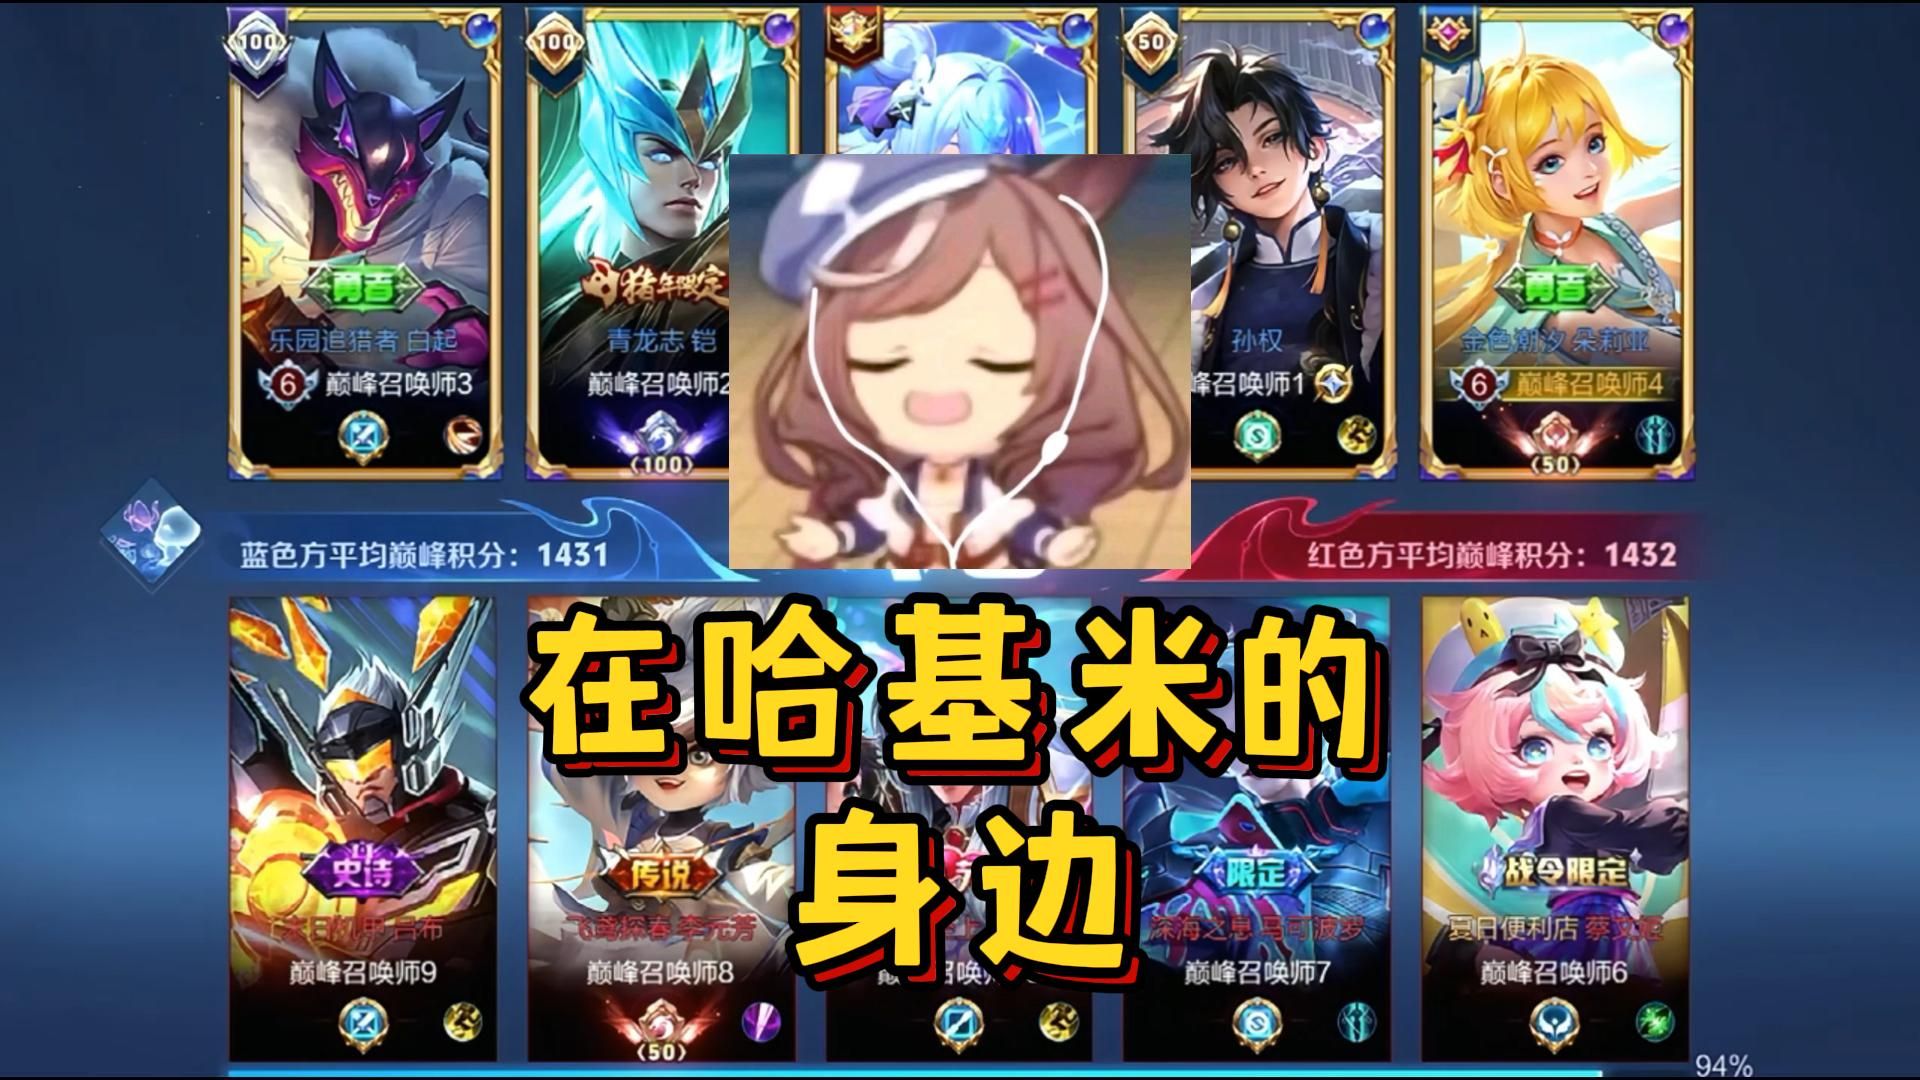 100
100
50
勇者
猪年限定
勇者
乐园追猎者 白起
青龙志 铠
孙权
金色潮汐 朵莉亚
6
巅峰召唤师3
巅峰召唤师2
峰召唤师1
6
巅峰召唤师4
(100)
(50)
蓝色方平均巅峰积分：1431
红色方平均巅峰积分：1432
在哈基米的
身边
史诗
传说
限定
战令限定
末日机甲 吕布
飞鸢探春 李元芳
深海之息 马可波罗
夏日便利店 蔡文姬
巅峰召唤师9
巅峰召唤师8
巅峰召唤师7
巅峰召唤师6
(50)
94%